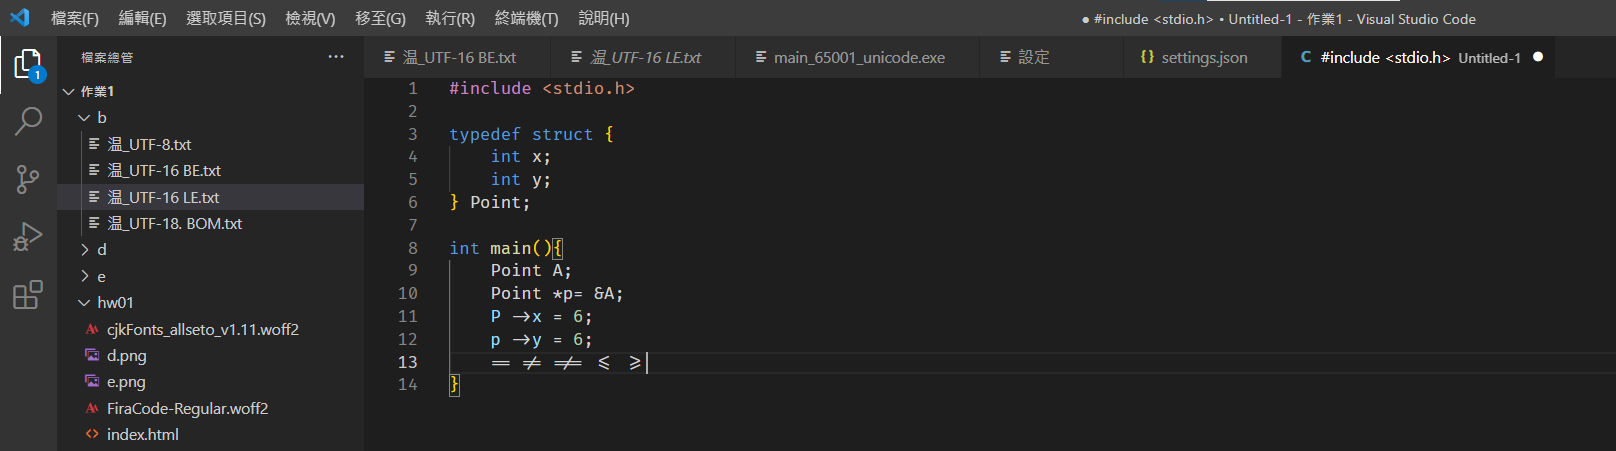 檔案(F) 編輯(E) 選取項目(S) 檢視(V) 移至(G) 執行(R) 終端機(T) 說明(H) ● #include <stdio.h> • Untitled-1 - 作業1 - Visual Studio Code
檔案總管 ···
温_UTF-16 BE.txt 温_UTF-16 LE.txt main_65001_unicode.exe 設定 {} settings.json C #include <stdio.h> Untitled-1 ●
1
作業1
b
温_UTF-8.txt
温_UTF-16 BE.txt
温_UTF-16 LE.txt
温_UTF-18. BOM.txt
d
e
hw01
cjkFonts_allseto_v1.11.woff2
d.png
e.png
FiraCode-Regular.woff2
index.html
1 #include <stdio.h>
2
3 typedef struct {
4 int x;
5 int y;
6 } Point;
7
8 int main(){
9 Point A;
10 Point *p= &A;
11 P ->x = 6;
12 p ->y = 6;
13 == != =/= <= >=
14 }